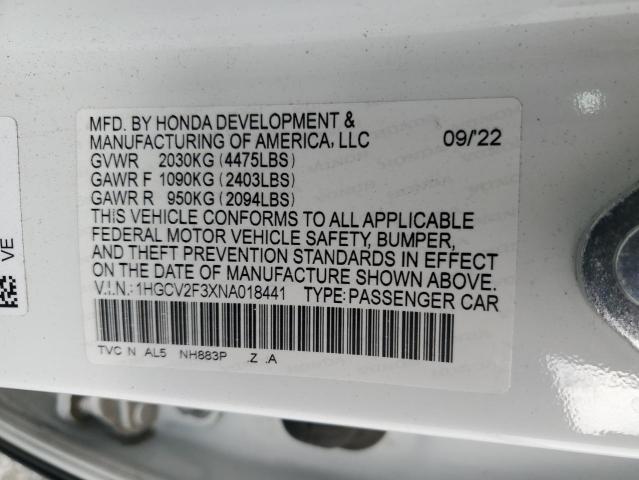 MFD. BY HONDA DEVELOPMENT &
MANUFACTURING OF AMERICA, LLC 09/'22
GVWR 2030KG (4475LBS)
GAWR F 1090KG (2403LBS)
GAWR R 950KG (2094LBS)
THIS VEHICLE CONFORMS TO ALL APPLICABLE
FEDERAL MOTOR VEHICLE SAFETY, BUMPER,
AND THEFT PREVENTION STANDARDS IN EFFECT
ON THE DATE OF MANUFACTURE SHOWN ABOVE.
V.I.N.: 1HGCV2F3XNA018441 TYPE: PASSENGER CAR
TVC N AL5 NH883P .Z .A
VE